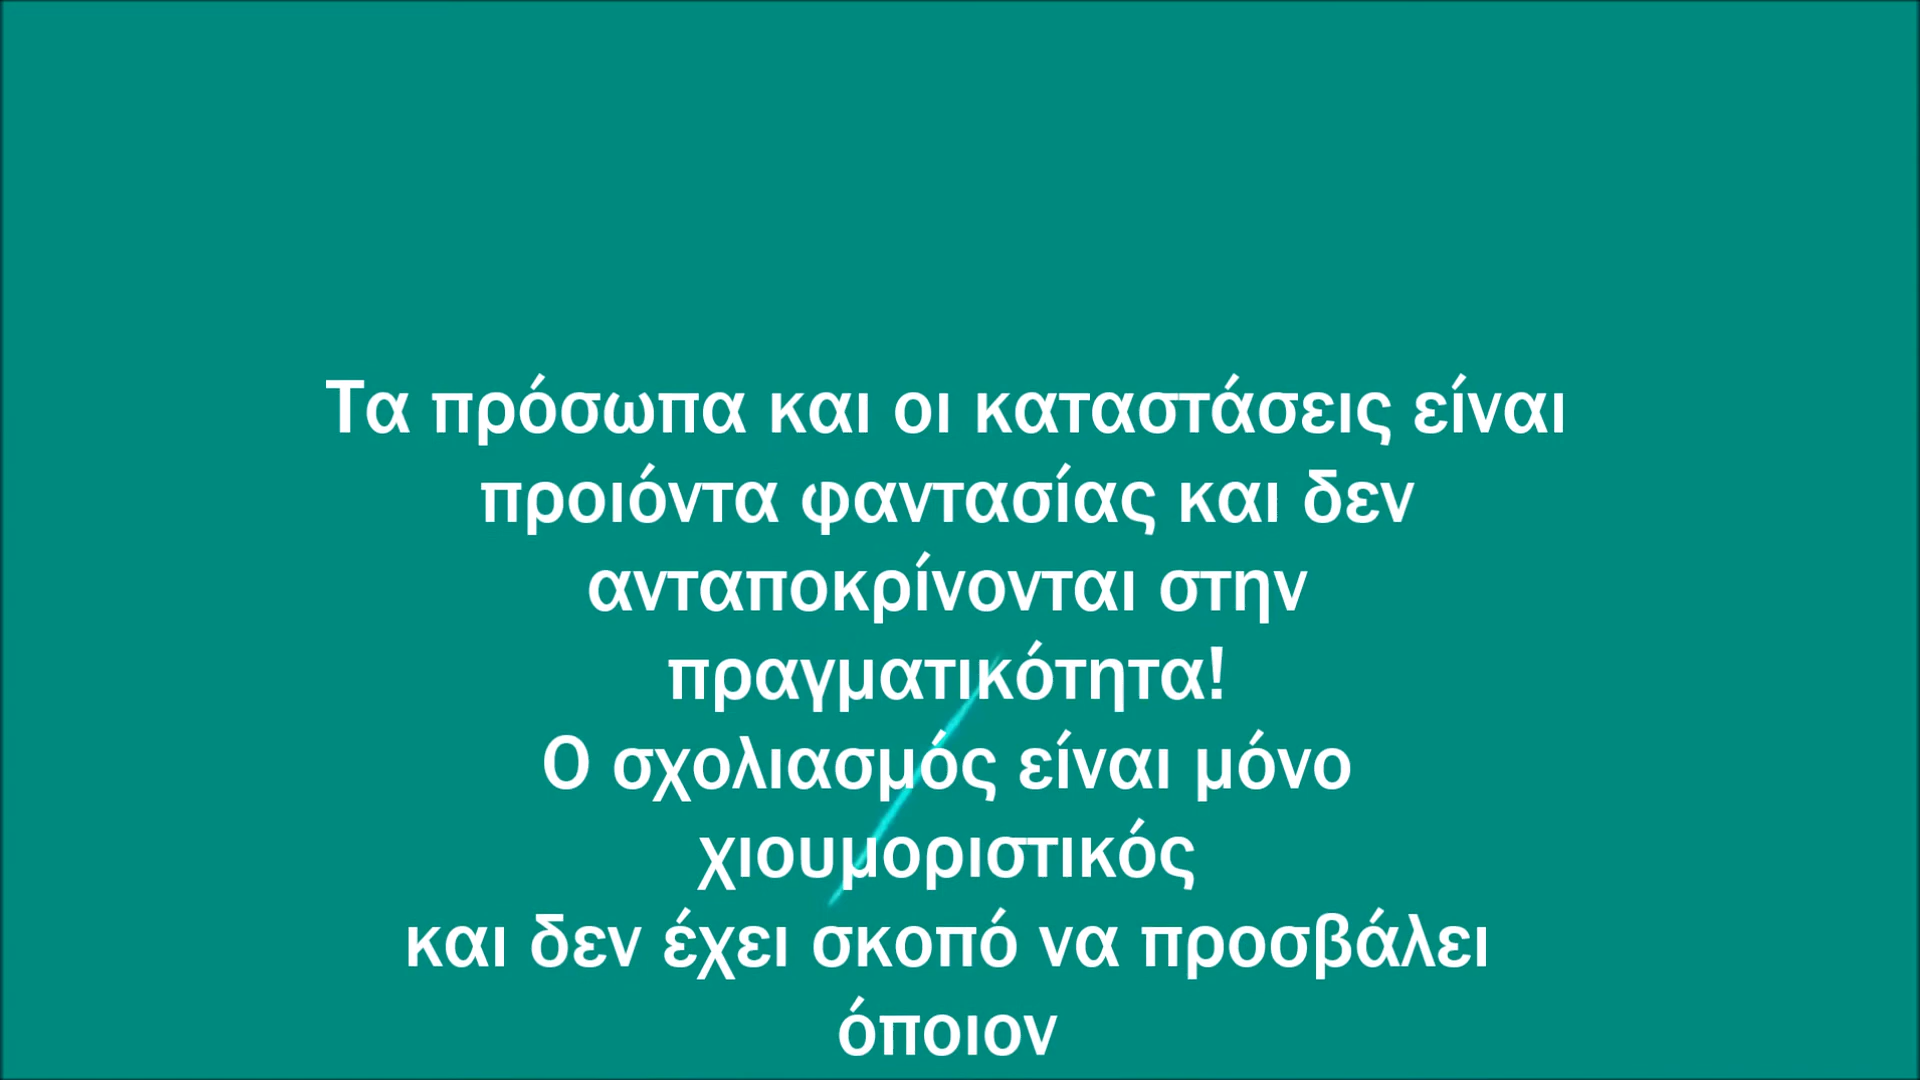 Τα πρόσωπα και οι καταστάσεις είναι
προιόντα φαντασίας και δεν
ανταποκρίνονται στην
πραγματικότητα!
Ο σχολιασμός είναι μόνο
χιουμοριστικός
και δεν έχει σκοπό να προσβάλει
όποιον